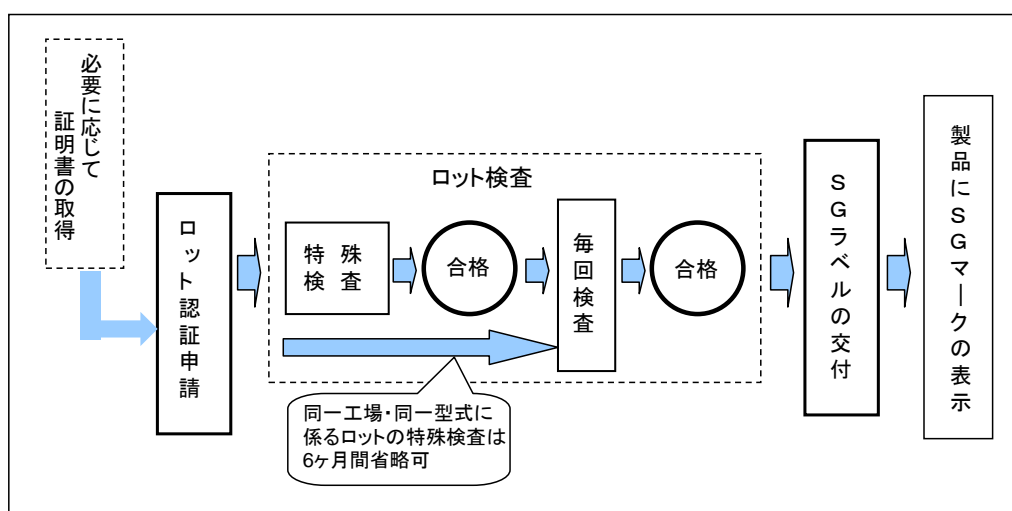 必要に応じて
証明書の取得
ロット認証申請
ロット検査
特殊
検査
合格
毎回検査
合格
同一工場・同一型式に
係るロットの特殊検査は
6ヶ月間省略可
SGラベルの交付
製品にSGマークの表示